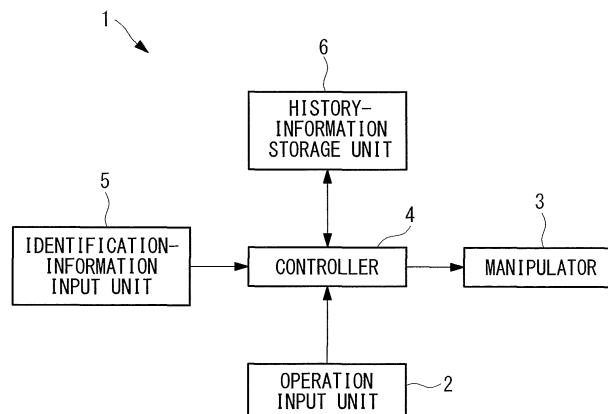 1
6
HISTORY-
INFORMATION
STORAGE UNIT
5
4
3
IDENTIFICATION-
INFORMATION
INPUT UNIT
CONTROLLER
MANIPULATOR
OPERATION
INPUT UNIT
2